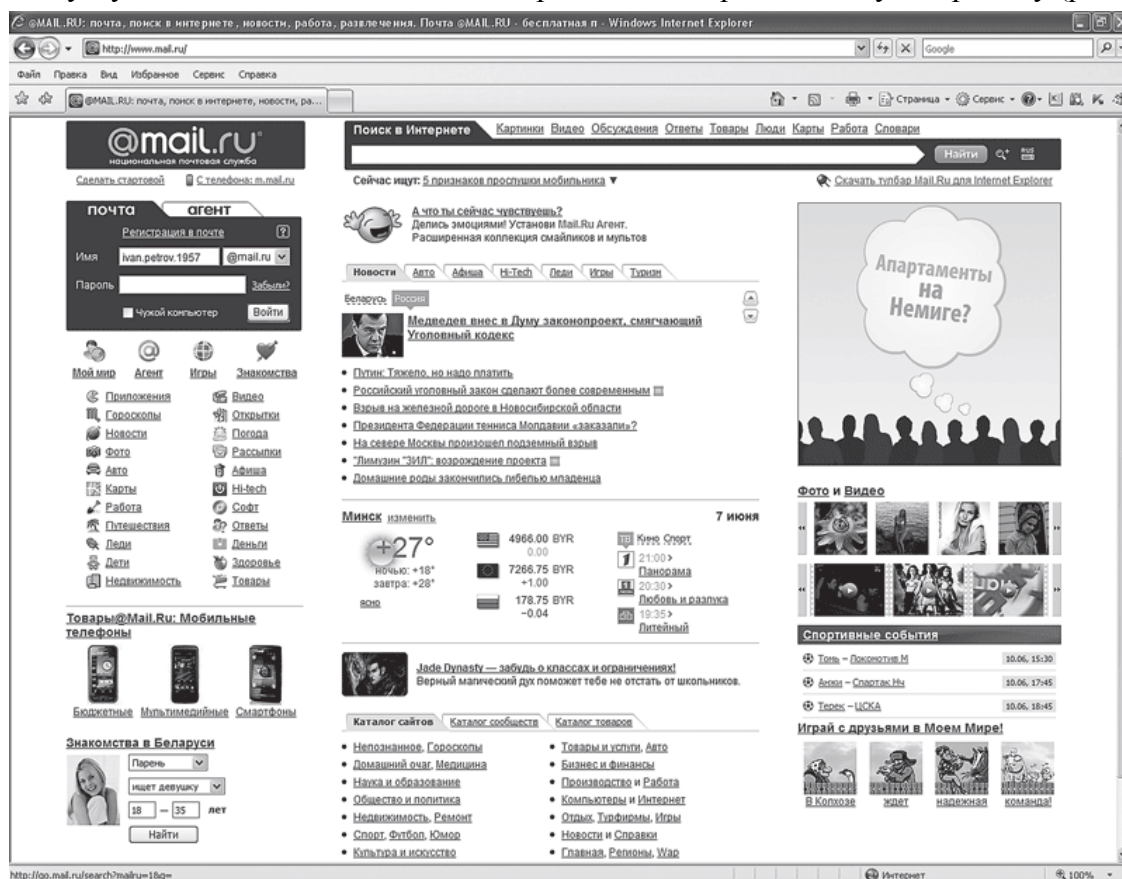 @MAIL.RU: почта, поиск в интернете, новости, работа, развлечения. Почта @MAIL.RU - бесплатная п - Windows Internet Explorer
http://www.mail.ru/
Google
Файл Правка Вид Избранное Сервис Справка
@MAIL.RU: почта, поиск в интернете, новости, ра...
Страница Сервис
@mail.ru
национальная почтовая служба
Сделать стартовой С телефона: m.mail.ru
почта агент
Регистрация в почте ?
Имя ivan.petrov.1957 @mail.ru
Пароль Забыли?
Чужой компьютер Войти
Мой мир Агент Игры Знакомства
Приложения Видео
Гороскопы Открытки
Новости Погода
Фото Рассылки
Авто Афиша
Карты Hi-tech
Работа Софт
Путешествия Ответы
Леди Деньги
Дети Здоровье
Недвижимость Товары
Товары@Mail.Ru: Мобильные
телефоны
Бюджетные Мультимедийные Смартфоны
Знакомства в Беларуси
Парень
ищет девушку
18 — 35 лет
Найти
Поиск в Интернете Картинки Видео Обсуждения Ответы Товары Люди Карты Работа Словари
Найти RUS
Сейчас ищут: 5 признаков прослушки мобильника ▼
Скачать тулбар Mail.Ru для Internet Explorer
А что ты сейчас чувствуешь?
Делись эмоциями! Установи Mail.Ru Агент.
Расширенная коллекция смайликов и мультов
Новости Авто Афиша Hi-Tech Леди Игры Туризм
Беларусь Россия
Медведев внес в Думу законопроект, смягчающий
Уголовный кодекс
• Путин: Тяжело, но надо платить
• Российский уголовный закон сделают более современным
• Взрыв на железной дороге в Новосибирской области
• Президента Федерации тенниса Молдавии «заказали»?
• На севере Москвы произошел подземный взрыв
• "Лимузин "ЗИЛ": возрождение проекта
• Домашние роды закончились гибелью младенца
Минск изменить 7 июня
+27°
ночью: +18°
завтра: +28°
ясно
4966.00 BYR
0.00
7266.75 BYR
+1.00
178.75 BYR
−0.04
ТВ Кино Спорт
21:00>
Панорама
20:30>
Любовь и разлука
19:35>
Литейный
Jade Dynasty — забудь о классах и ограничениях!
Верный магический дух поможет тебе не отстать от школьников.
Каталог сайтов Каталог сообществ Каталог товаров
• Непознанное, Гороскопы • Товары и услуги, Авто
• Домашний очаг, Медицина • Бизнес и финансы
• Наука и образование • Производство и Работа
• Общество и политика • Компьютеры и Интернет
• Недвижимость, Ремонт • Отдых, Турфирмы, Игры
• Спорт, Футбол, Юмор • Новости и Справки
• Культура и искусство • Главная, Регионы, Wap
Апартаменты
на
Немиге?
Фото и Видео
Спортивные события
Томь – Локомотив М 10.06, 15:30
Анжи – Спартак Нч 10.06, 17:45
Терек – ЦСКА 10.06, 18:45
Играй с друзьями в Моем Мире!
В Колхозе ждет надежная команда!
http://go.mail.ru/search?mailru=1&q= Интернет 100%